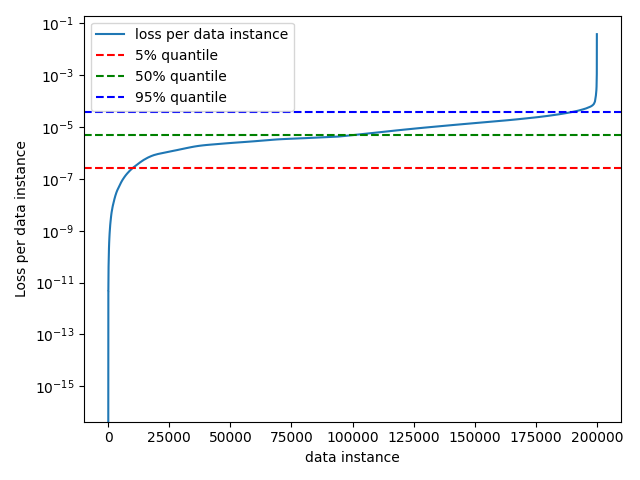 loss per data instance
5% quantile
50% quantile
95% quantile
10⁻¹
10⁻³
10⁻⁵
10⁻⁷
10⁻⁹
10⁻¹¹
10⁻¹³
10⁻¹⁵
Loss per data instance
0 25000 50000 75000 100000 125000 150000 175000 200000
data instance